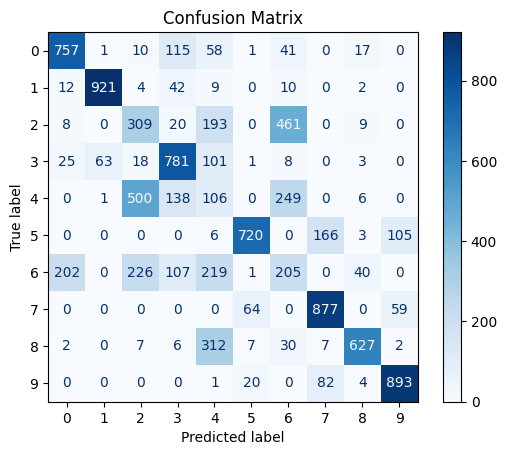 Confusion Matrix
0 757 1 10 115 58 1 41 0 17 0
1 12 921 4 42 9 0 10 0 2 0
2 8 0 309 20 193 0 461 0 9 0
3 25 63 18 781 101 1 8 0 3 0
4 0 1 500 138 106 0 249 0 6 0
5 0 0 0 0 6 720 0 166 3 105
6 202 0 226 107 219 1 205 0 40 0
7 0 0 0 0 0 64 0 877 0 59
8 2 0 7 6 312 7 30 7 627 2
9 0 0 0 0 1 20 0 82 4 893
0 1 2 3 4 5 6 7 8 9
Predicted label
True label
800
600
400
200
0